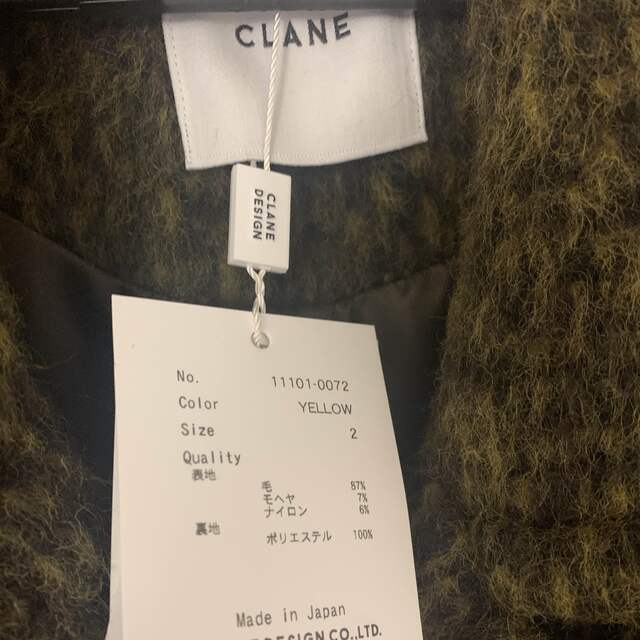 CLANE
CLANE
DESIGN
No. 11101-0072
Color YELLOW
Size 2
Quality
表地
毛 87%
モヘヤ 7%
ナイロン 6%
裏地 ポリエステル 100%
Made in Japan
DESIGN CO.,LTD.